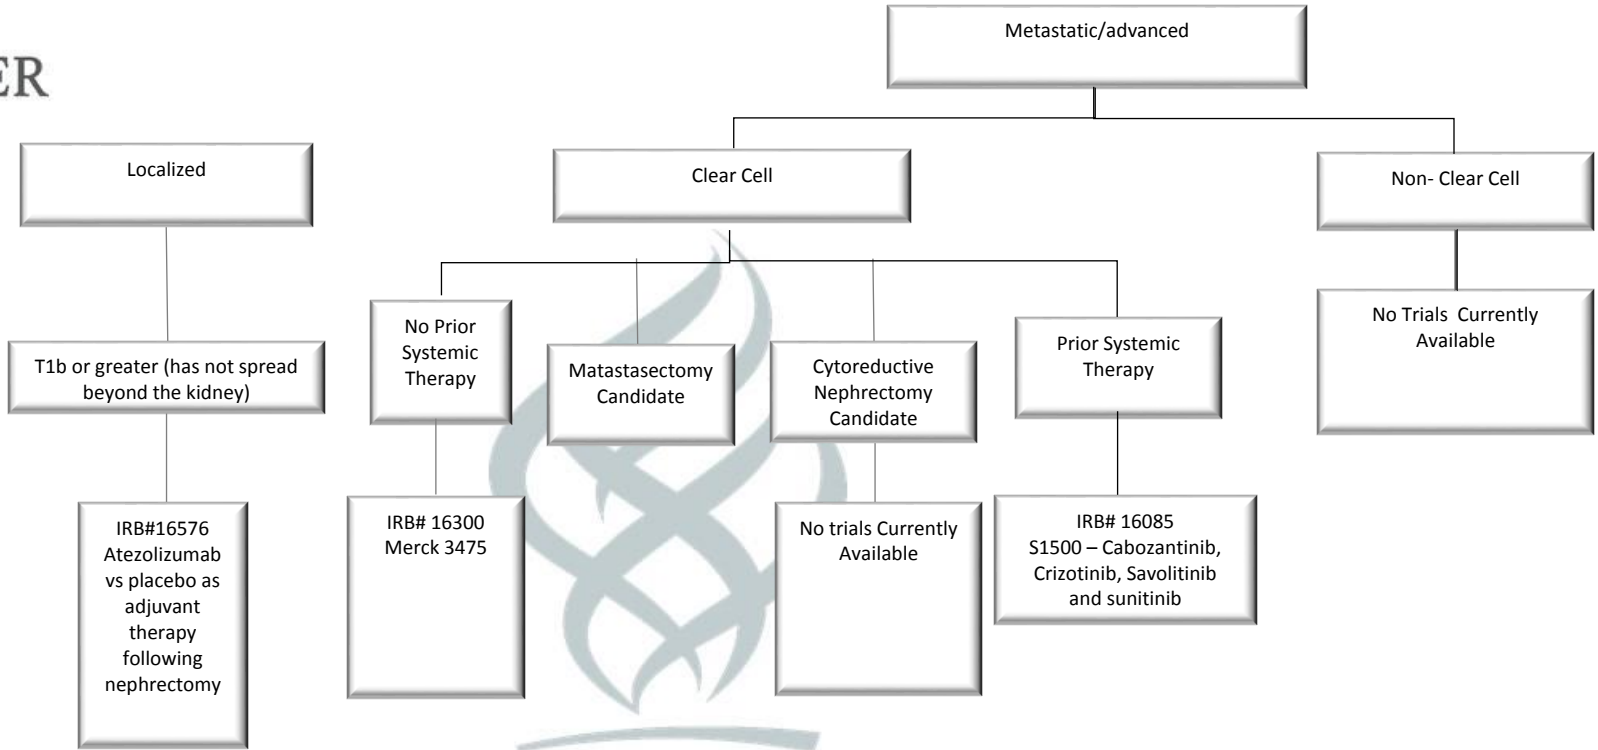 ER
Metastatic/advanced
Localized
Clear Cell
Non- Clear Cell
T1b or greater (has not spread
beyond the kidney)
No Prior
Systemic
Therapy
Matastasectomy
Candidate
Cytoreductive
Nephrectomy
Candidate
Prior Systemic
Therapy
No Trials Currently
Available
IRB#16576
Atezolizumab
vs placebo as
adjuvant
therapy
following
nephrectomy
IRB# 16300
Merck 3475
No trials Currently
Available
IRB# 16085
S1500 – Cabozantinib,
Crizotinib, Savolitinib
and sunitinib